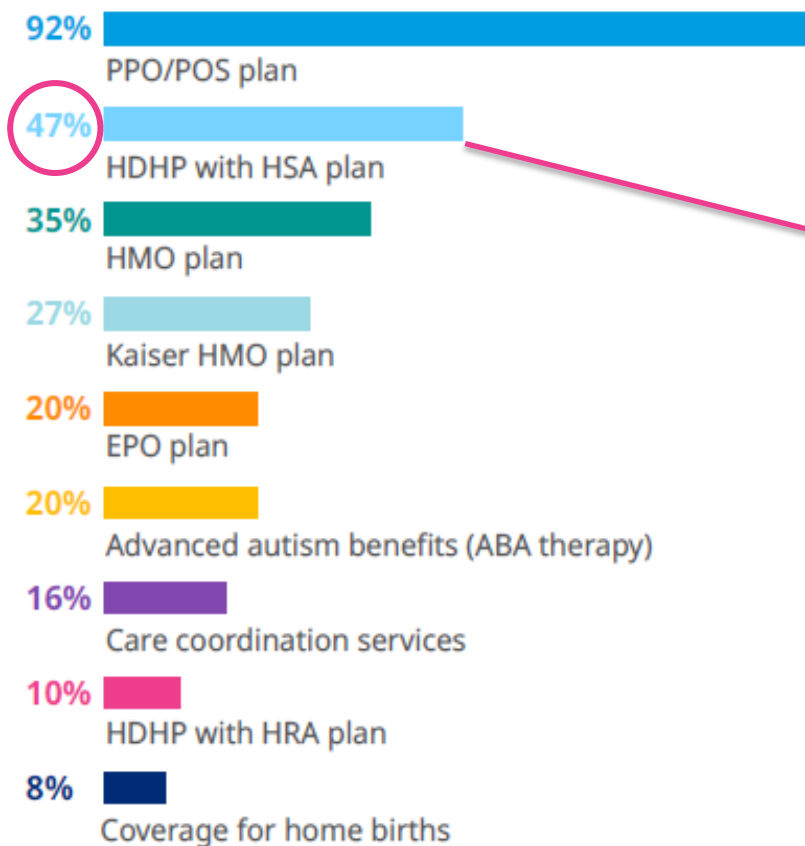 92%
PPO/POS plan
47%
HDHP with HSA plan
35%
HMO plan
27%
Kaiser HMO plan
20%
EPO plan
20%
Advanced autism benefits (ABA therapy)
16%
Care coordination services
10%
HDHP with HRA plan
8%
Coverage for home births